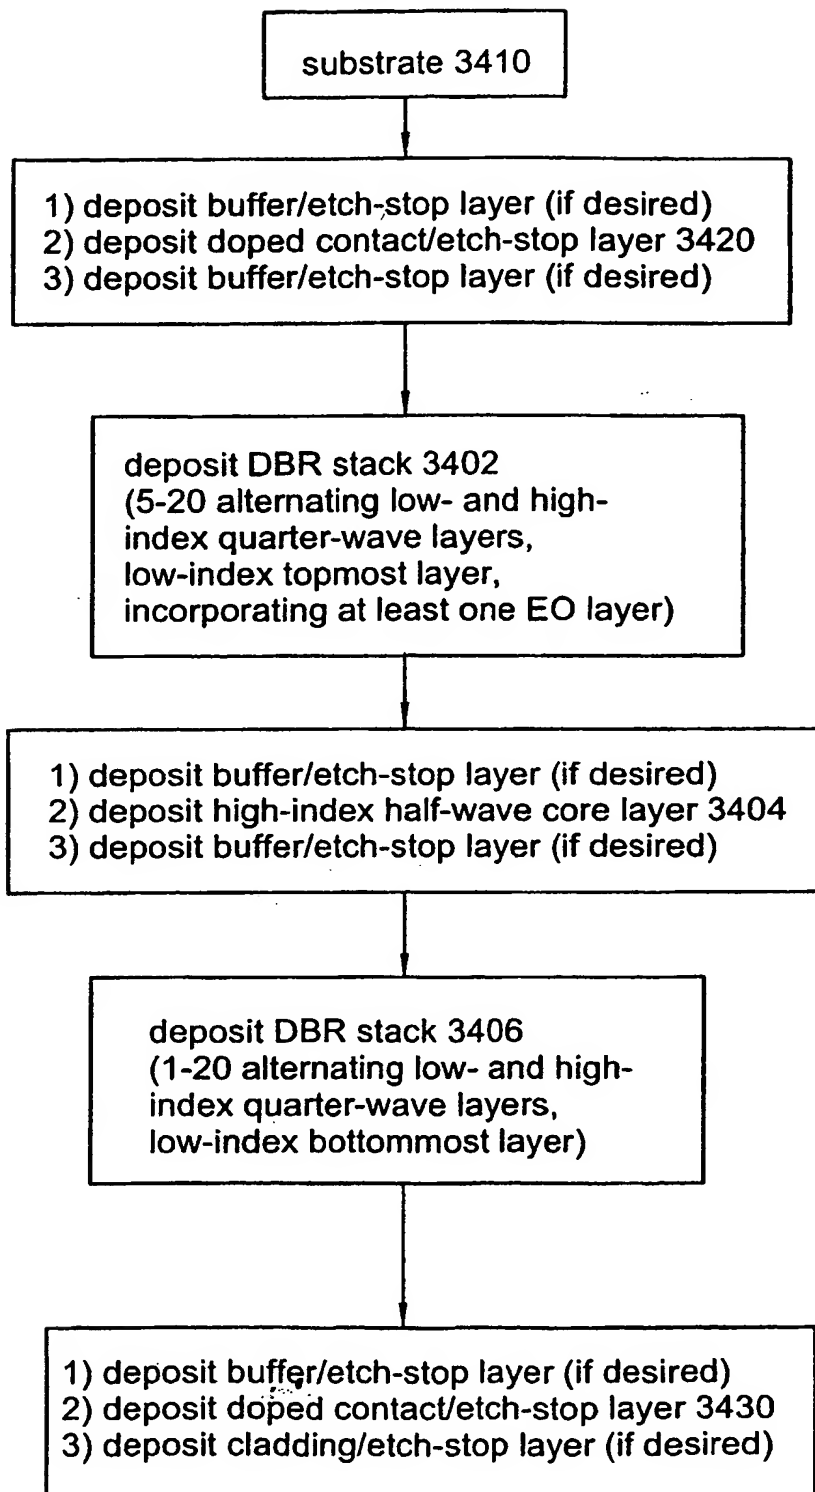 substrate 3410
1) deposit buffer/etch-stop layer (if desired)
2) deposit doped contact/etch-stop layer 3420
3) deposit buffer/etch-stop layer (if desired)
deposit DBR stack 3402
(5-20 alternating low- and high-
index quarter-wave layers,
low-index topmost layer,
incorporating at least one EO layer)
1) deposit buffer/etch-stop layer (if desired)
2) deposit high-index half-wave core layer 3404
3) deposit buffer/etch-stop layer (if desired)
deposit DBR stack 3406
(1-20 alternating low- and high-
index quarter-wave layers,
low-index bottommost layer)
1) deposit buffer/etch-stop layer (if desired)
2) deposit doped contact/etch-stop layer 3430
3) deposit cladding/etch-stop layer (if desired)